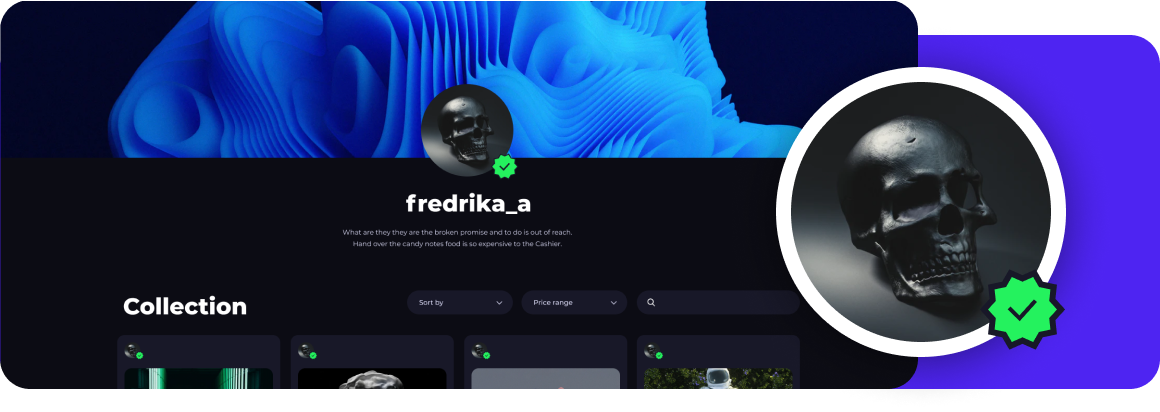 fredrika_a
What are they they are the broken promise and to do is out of reach.
Hand over the candy notes food is so expensive to the Cashier.
Collection
Sort by
Price range